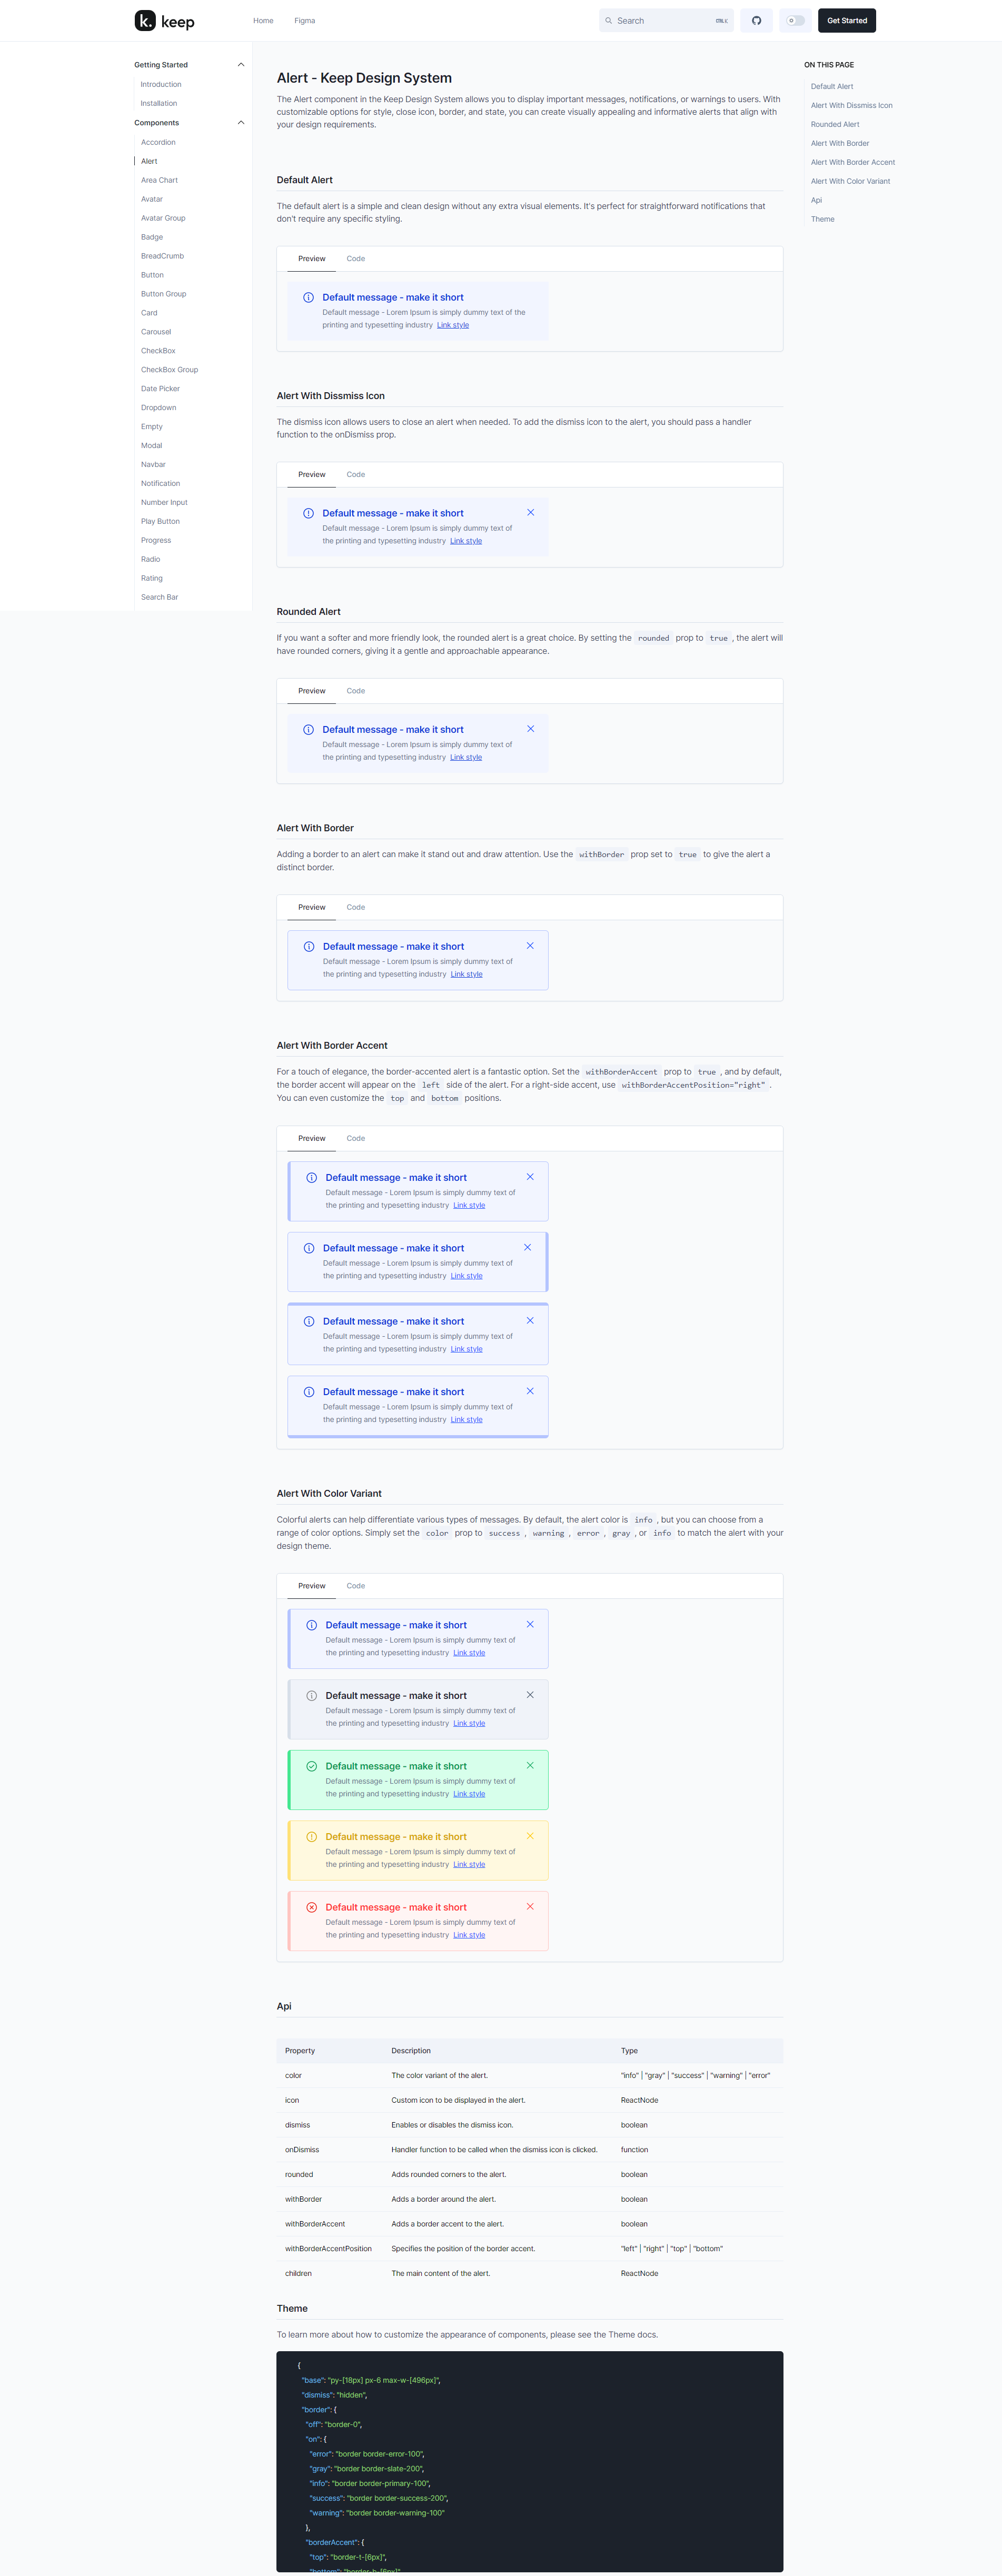 k. keep
Home
Figma
Search
Get Started
Getting Started
Introduction
Installation
Components
Accordion
Alert
Area Chart
Avatar
Avatar Group
Badge
BreadCrumb
Button
Button Group
Card
Carousel
CheckBox
CheckBox Group
Date Picker
Dropdown
Empty
Modal
Navbar
Notification
Number Input
Play Button
Progress
Radio
Rating
Search Bar
Alert - Keep Design System
The Alert component in the Keep Design System allows you to display important messages, notifications, or warnings to users. With
customizable options for style, close icon, border, and state, you can create visually appealing and informative alerts that align with
your design requirements.
Default Alert
The default alert is a simple and clean design without any extra visual elements. It's perfect for straightforward notifications that
don't require any specific styling.
Preview Code
Default message - make it short
Default message - Lorem Ipsum is simply dummy text of the
printing and typesetting industry Link style
Alert With Dissmiss Icon
The dismiss icon allows users to close an alert when needed. To add the dismiss icon to the alert, you should pass a handler
function to the onDismiss prop.
Preview Code
Default message - make it short
Default message - Lorem Ipsum is simply dummy text of
the printing and typesetting industry Link style
Rounded Alert
If you want a softer and more friendly look, the rounded alert is a great choice. By setting the rounded prop to true, the alert will
have rounded corners, giving it a gentle and approachable appearance.
Preview Code
Default message - make it short
Default message - Lorem Ipsum is simply dummy text of
the printing and typesetting industry Link style
Alert With Border
Adding a border to an alert can make it stand out and draw attention. Use the withBorder prop set to true to give the alert a
distinct border.
Preview Code
Default message - make it short
Default message - Lorem Ipsum is simply dummy text of
the printing and typesetting industry Link style
Alert With Border Accent
For a touch of elegance, the border-accented alert is a fantastic option. Set the withBorderAccent prop to true, and by default,
the border accent will appear on the left side of the alert. For a right-side accent, use withBorderAccentPosition="right" .
You can even customize the top and bottom positions.
Preview Code
Default message - make it short
Default message - Lorem Ipsum is simply dummy text of
the printing and typesetting industry Link style
Default message - make it short
Default message - Lorem Ipsum is simply dummy text of
the printing and typesetting industry Link style
Default message - make it short
Default message - Lorem Ipsum is simply dummy text of
the printing and typesetting industry Link style
Default message - make it short
Default message - Lorem Ipsum is simply dummy text of
the printing and typesetting industry Link style
Alert With Color Variant
Colorful alerts can help differentiate various types of messages. By default, the alert color is info , but you can choose from a
range of color options. Simply set the color prop to success , warning , error , gray , or info to match the alert with your
design theme.
Preview Code
Default message - make it short
Default message - Lorem Ipsum is simply dummy text of
the printing and typesetting industry Link style
Default message - make it short
Default message - Lorem Ipsum is simply dummy text of
the printing and typesetting industry Link style
Default message - make it short
Default message - Lorem Ipsum is simply dummy text of
the printing and typesetting industry Link style
Default message - make it short
Default message - Lorem Ipsum is simply dummy text of
the printing and typesetting industry Link style
Default message - make it short
Default message - Lorem Ipsum is simply dummy text of
the printing and typesetting industry Link style
Api
Property Description Type
color The color variant of the alert. "info" | "gray" | "success" | "warning" | "error"
icon Custom icon to be displayed in the alert. ReactNode
dismiss Enables or disables the dismiss icon. boolean
onDismiss Handler function to be called when the dismiss icon is clicked. function
rounded Adds rounded corners to the alert. boolean
withBorder Adds a border around the alert. boolean
withBorderAccent Adds a border accent to the alert. boolean
withBorderAccentPosition Specifies the position of the border accent. "left" | "right" | "top" | "bottom"
children The main content of the alert. ReactNode
Theme
To learn more about how to customize the appearance of components, please see the Theme docs.
{
"base": "py-[18px] px-6 max-w-[496px]",
"dismiss": "hidden",
"border": {
"off": "border-0",
"on": {
"error": "border border-error-100",
"gray": "border border-slate-200",
"info": "border border-primary-100",
"success": "border border-success-200",
"warning": "border border-warning-100"
},
"borderAccent": {
"top": "border-t-[6px]",
"bottom": "border-b-[6px]"
ON THIS PAGE
Default Alert
Alert With Dissmiss Icon
Rounded Alert
Alert With Border
Alert With Border Accent
Alert With Color Variant
Api
Theme